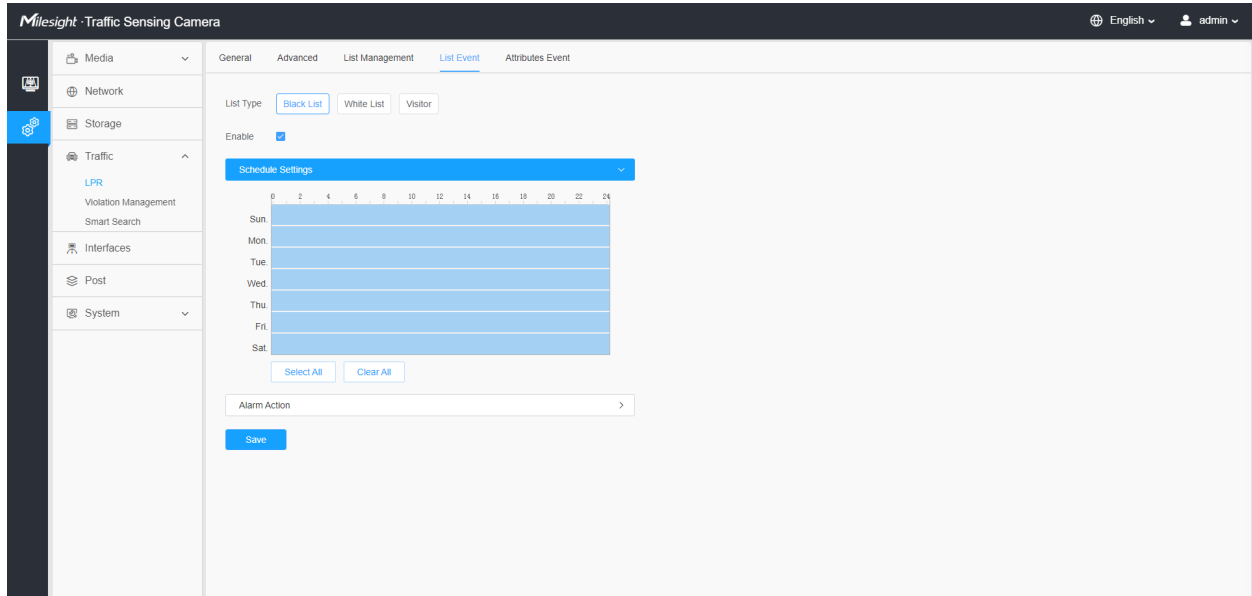 Milesight · Traffic Sensing Camera English admin
Media
Network
Storage
Traffic
LPR
Violation Management
Smart Search
Interfaces
Post
System
General Advanced List Management List Event Attributes Event
List Type Black List White List Visitor
Enable
Schedule Settings
0 2 4 6 8 10 12 14 16 18 20 22 24
Sun.
Mon.
Tue.
Wed.
Thu.
Fri.
Sat.
Select All Clear All
Alarm Action
Save